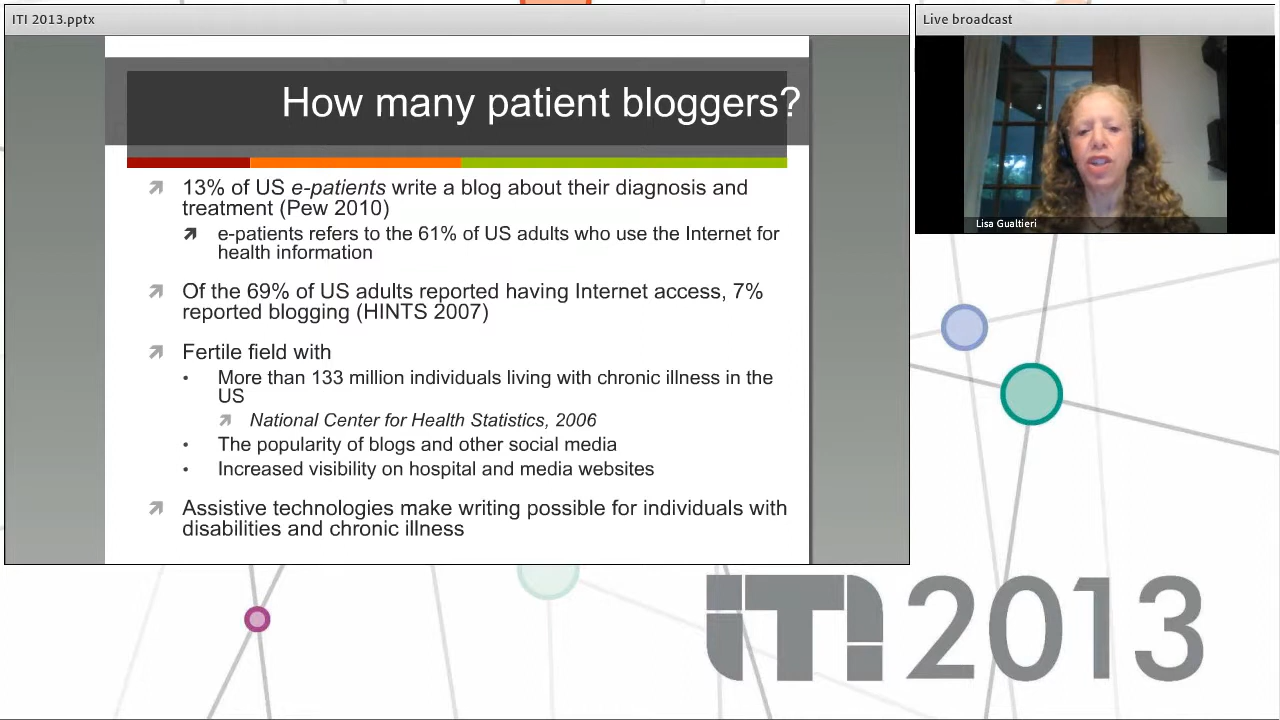 ITI 2013.pptx
Live broadcast
How many patient bloggers?
13% of US e-patients write a blog about their diagnosis and
treatment (Pew 2010)
e-patients refers to the 61% of US adults who use the Internet for
health information
Of the 69% of US adults reported having Internet access, 7%
reported blogging (HINTS 2007)
Fertile field with
More than 133 million individuals living with chronic illness in the
US
National Center for Health Statistics, 2006
The popularity of blogs and other social media
Increased visibility on hospital and media websites
Assistive technologies make writing possible for individuals with
disabilities and chronic illness
Lisa Gualtieri
iTi 2013